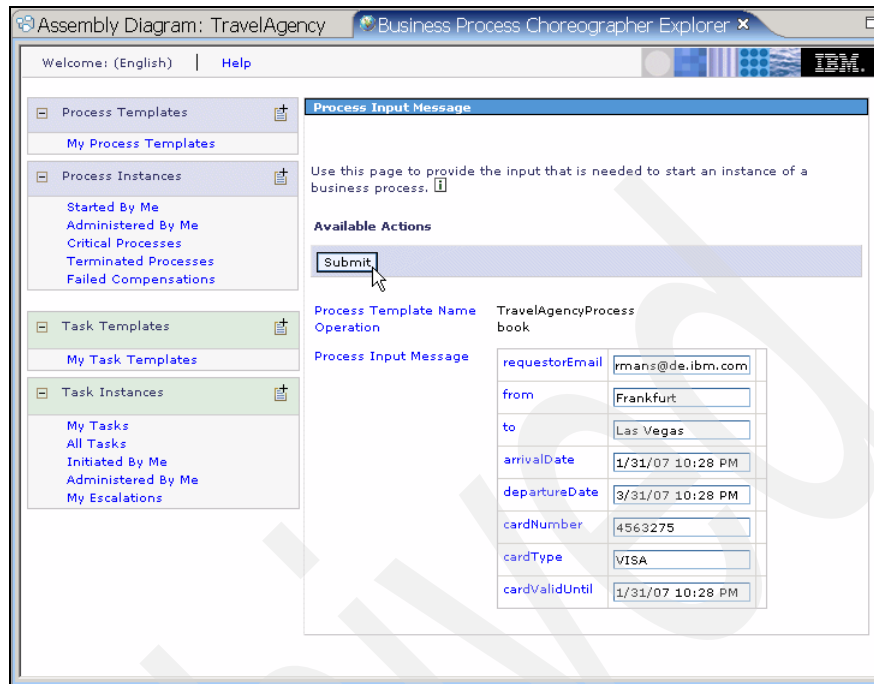 Assembly Diagram: TravelAgency
Business Process Choreographer Explorer
Welcome: (English)
Help
IBM.
Process Templates
My Process Templates
Process Instances
Started By Me
Administered By Me
Critical Processes
Terminated Processes
Failed Compensations
Task Templates
My Task Templates
Task Instances
My Tasks
All Tasks
Initiated By Me
Administered By Me
My Escalations
Process Input Message
Use this page to provide the input that is needed to start an instance of a
business process.
Available Actions
Submit
Process Template Name TravelAgencyProcess
Operation book
Process Input Message
requestorEmail rmans@de.ibm.com
from Frankfurt
to Las Vegas
arrivalDate 1/31/07 10:28 PM
departureDate 3/31/07 10:28 PM
cardNumber 4563275
cardType VISA
cardValidUntil 1/31/07 10:28 PM